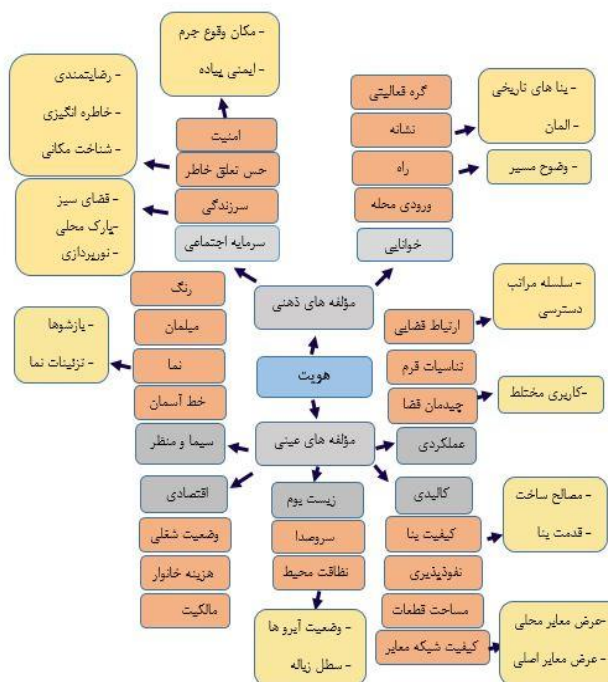 - مکان وقوع جرم
- ایمنی پیاده
- رضایتمندی
- خاطره انگیزی
- شناخت مکانی
امنیت
حس تعلق خاطر
سرزندگی
سرمایه اجتماعی
- فضای سبز
-پارک محلی
- نورپردازی
گره فعالیتی
نشانه
راه
ورودی محله
خوانایی
- بنا های تاریخی
- المان
- وضوح مسیر
مؤلفه های ذهنی
هویت
مؤلفه های عینی
رنگ
میلمان
نما
خط آسمان
سیما و منظر
- بازشوها
- تزئینات نما
ارتباط فضایی
تناسبات فرم
چیدمان فضا
عملکردی
- سلسله مراتب
دسترسی
-کاربری مختلط
اقتصادی
وضعیت شغلی
هزینه خانوار
مالکیت
زیست بوم
سروصدا
نظافت محیط
- وضعیت آبرو ها
- سطل زباله
کالبدی
کیفیت بنا
نفوذپذیری
مساحت قطعات
کیفیت شبکه معابر
- مصالح ساخت
- قدمت بنا
-عرض معابر محلی
- عرض معابر اصلی